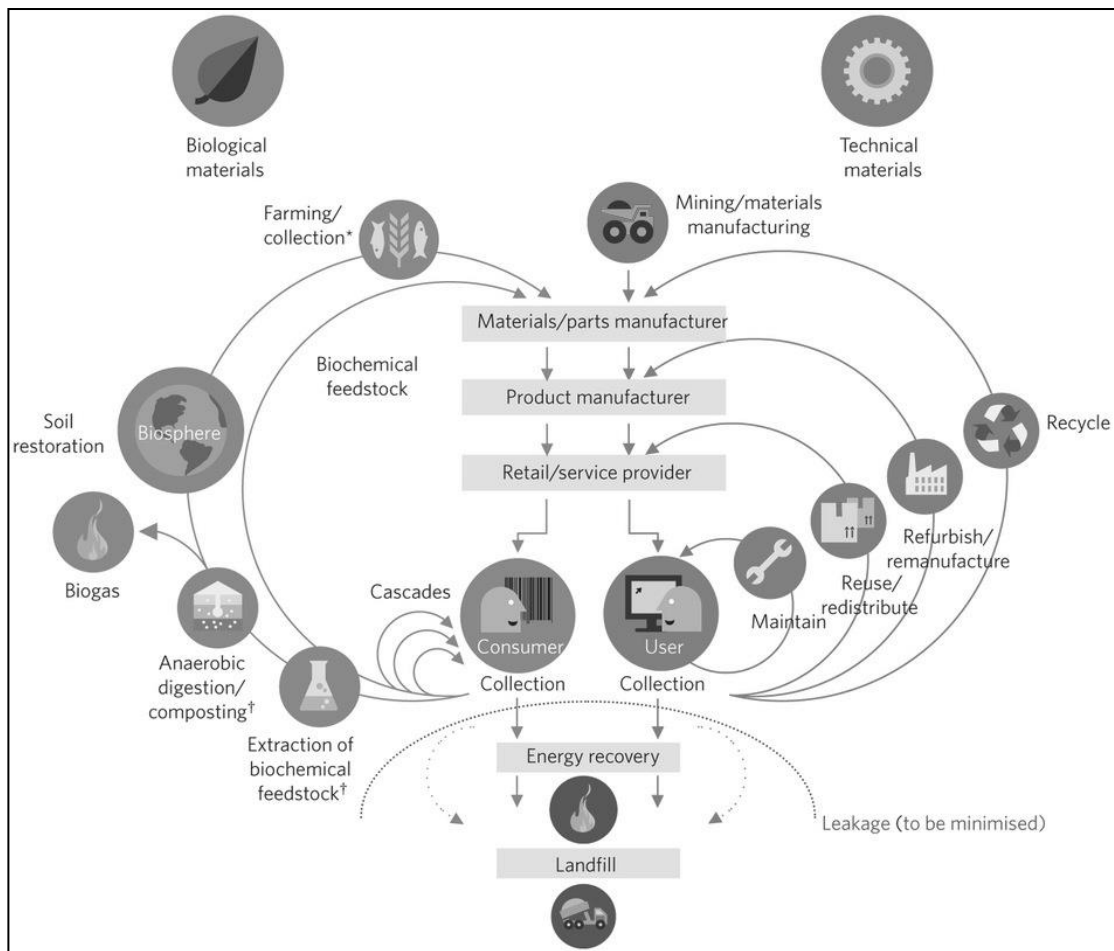 Biological
materials
Technical
materials
Farming/
collection*
Mining/materials
manufacturing
Materials/parts manufacturer
Biochemical
feedstock
Product manufacturer
Soil
restoration
Biosphere
Recycle
Retail/service provider
Biogas
Refurbish/
remanufacture
Reuse/
redistribute
Maintain
Cascades
Consumer
User
Collection
Collection
Anaerobic
digestion/
composting†
Extraction of
biochemical
feedstock†
Energy recovery
Leakage (to be minimised)
Landfill